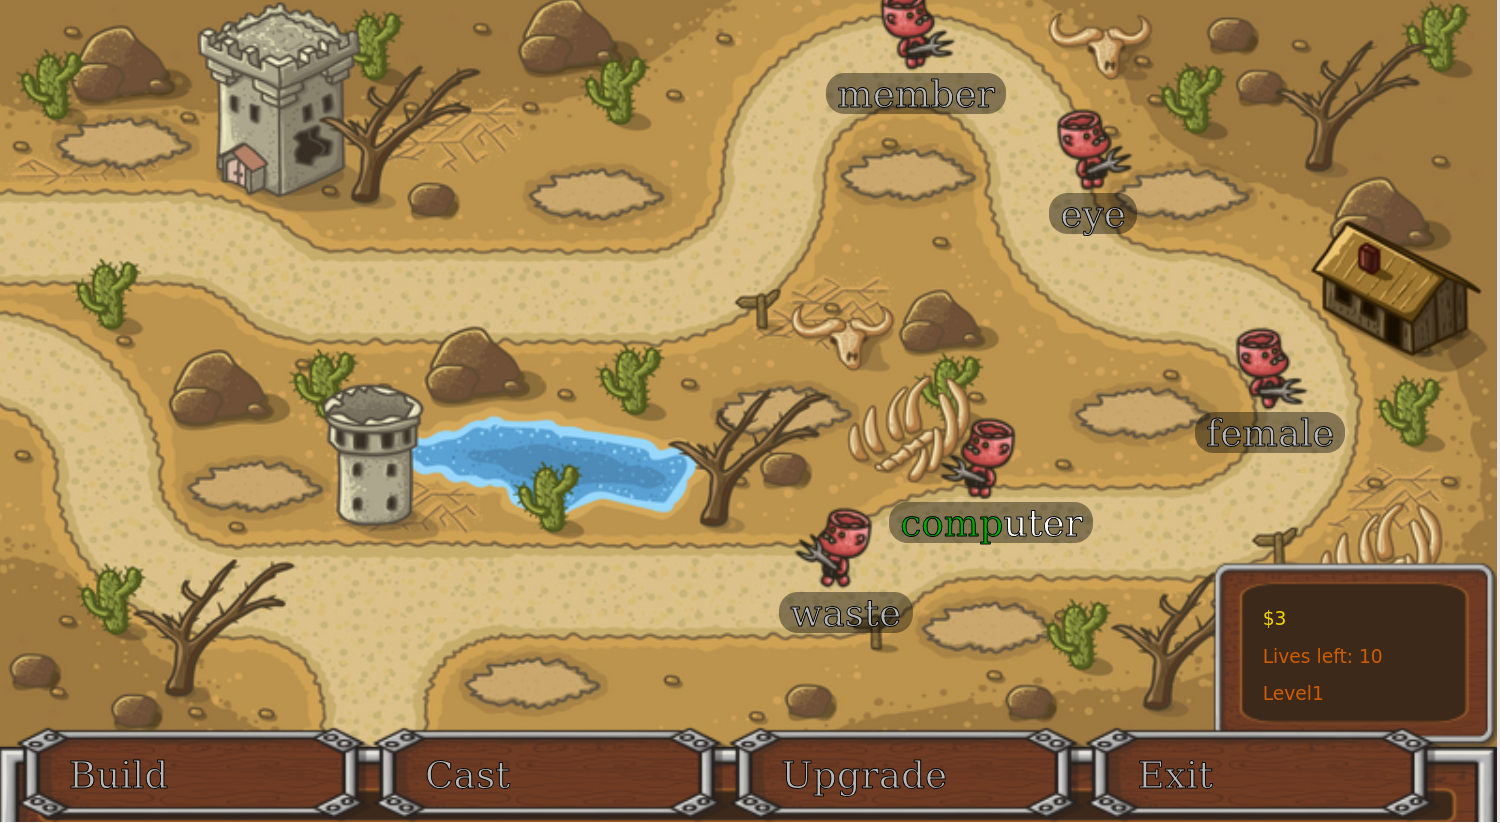 member
eye
female
computer
waste
$3
Lives left: 10
Level1
Build
Cast
Upgrade
Exit